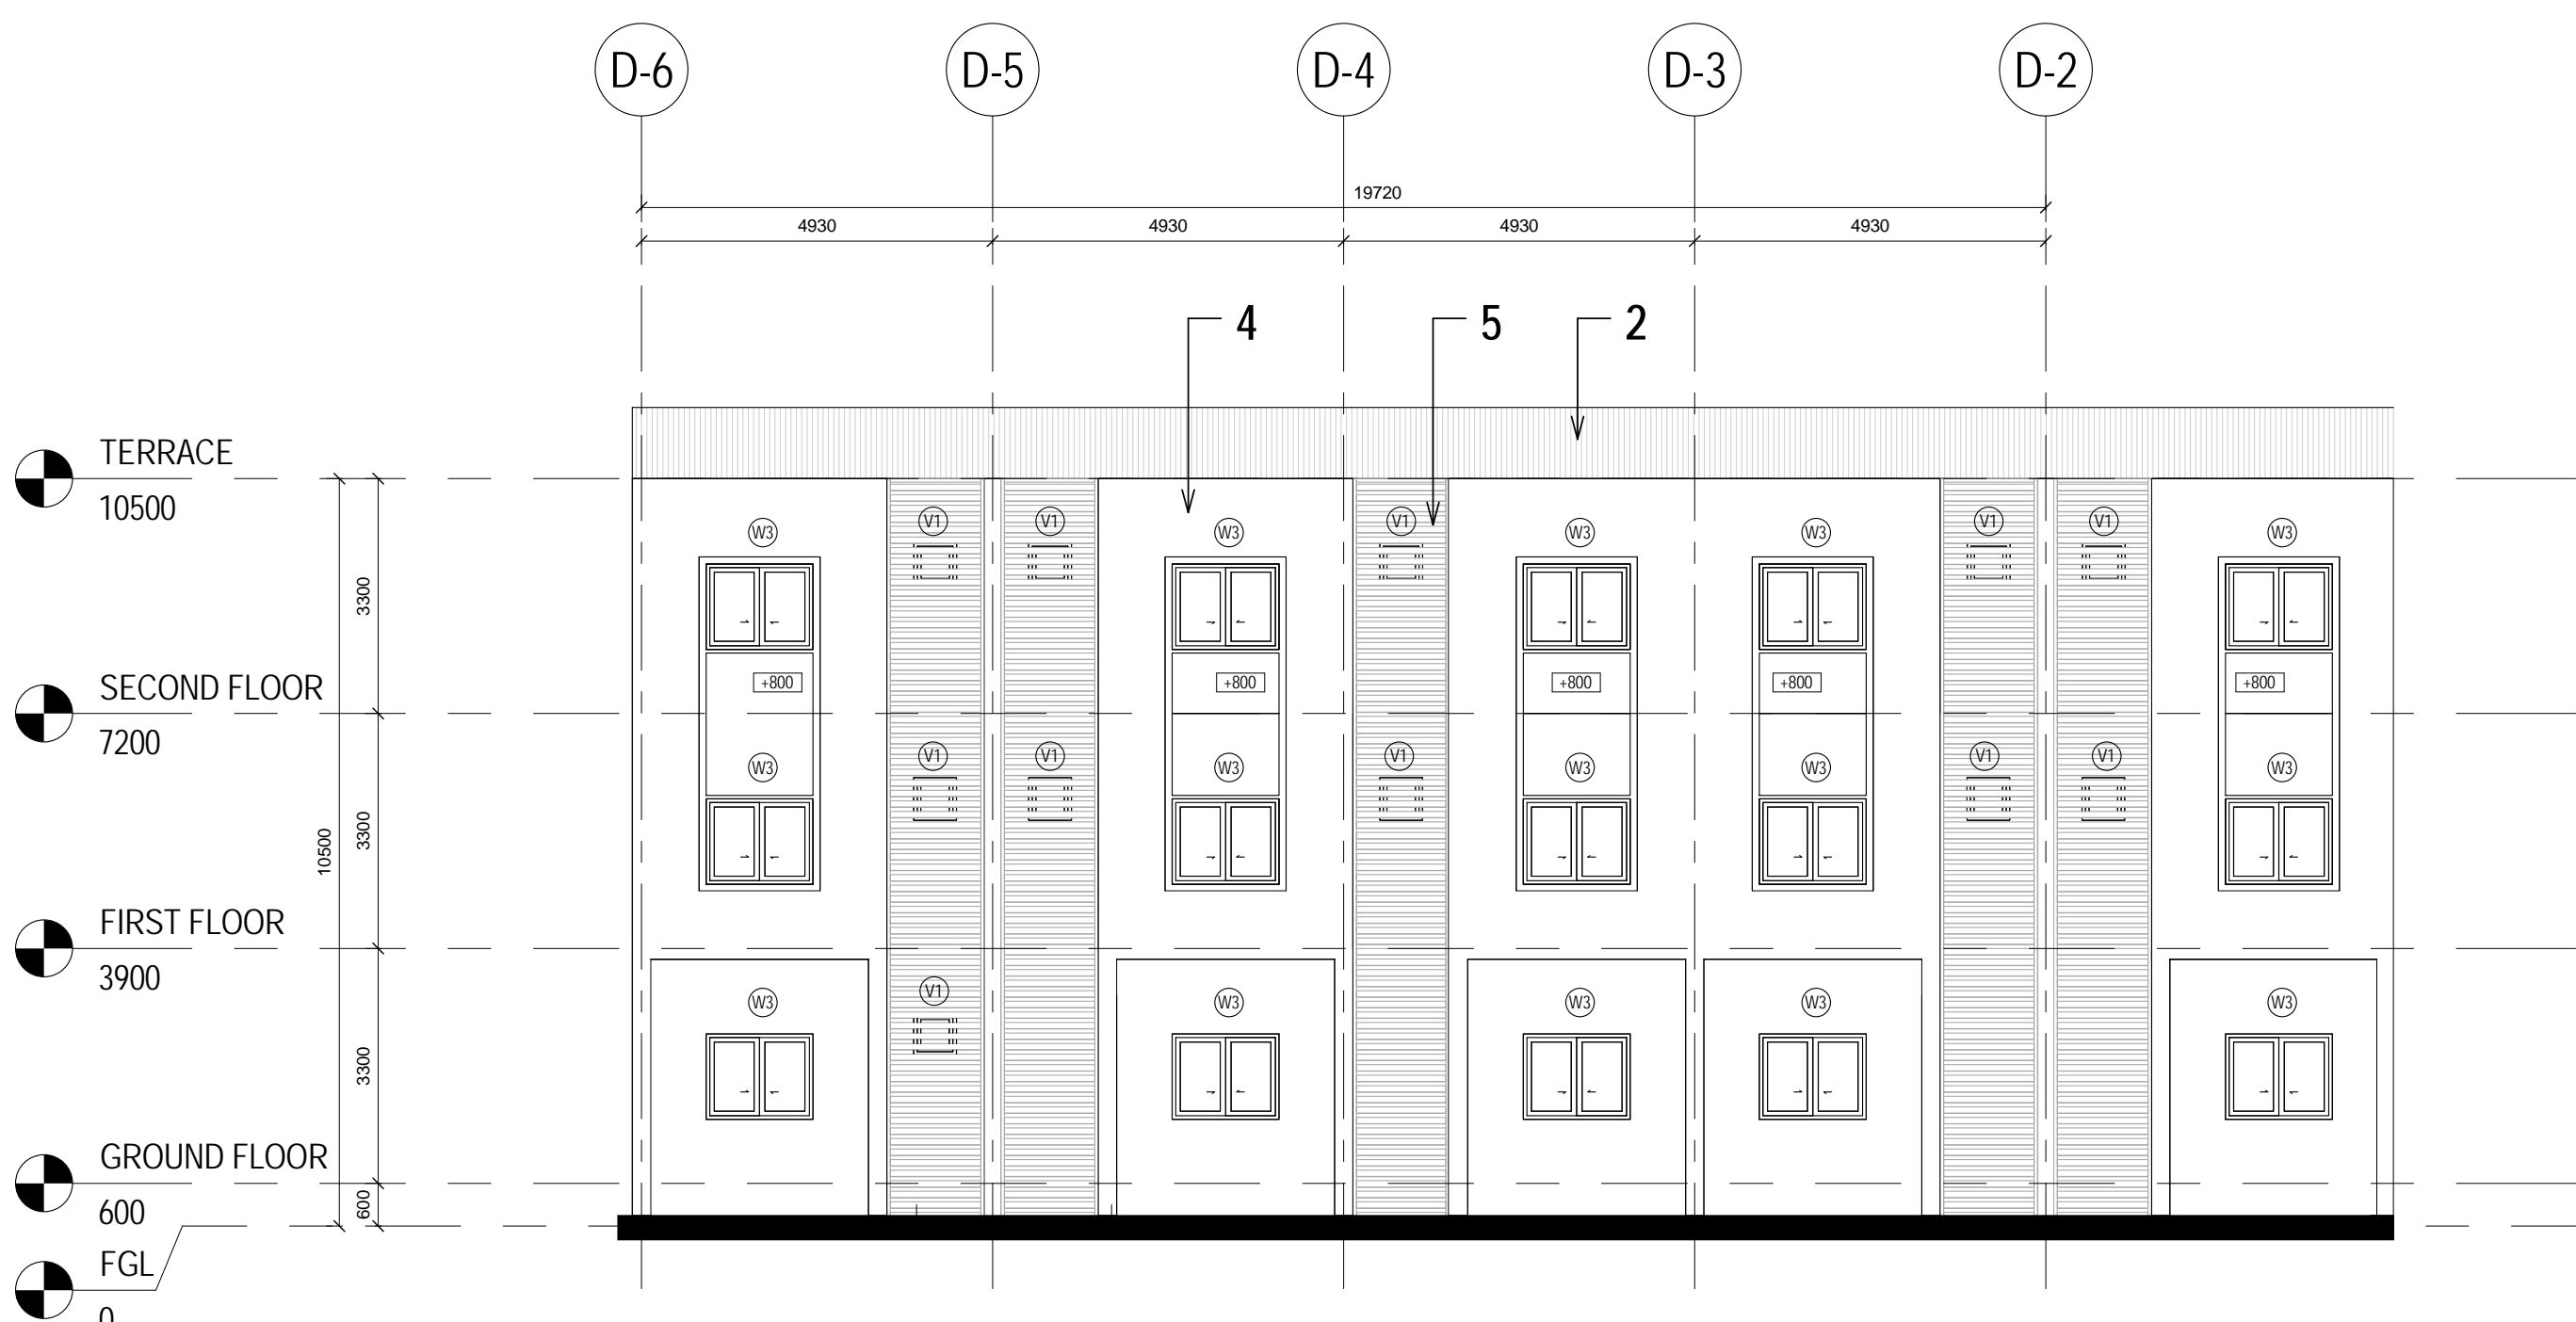 D-6 D-5 D-4 D-3 D-2
19720
4930 4930 4930 4930
4 5 2
TERRACE
10500
W3 V1 V1 W3 V1 W3 W3 V1 V1 W3
3300
SECOND FLOOR
+800 +800 +800 +800 +800
7200
W3 V1 V1 W3 V1 W3 W3 V1 V1 W3
3300
10500
FIRST FLOOR
3900
W3 V1 W3 W3 W3 W3
3300
GROUND FLOOR
600
600
FGL
0